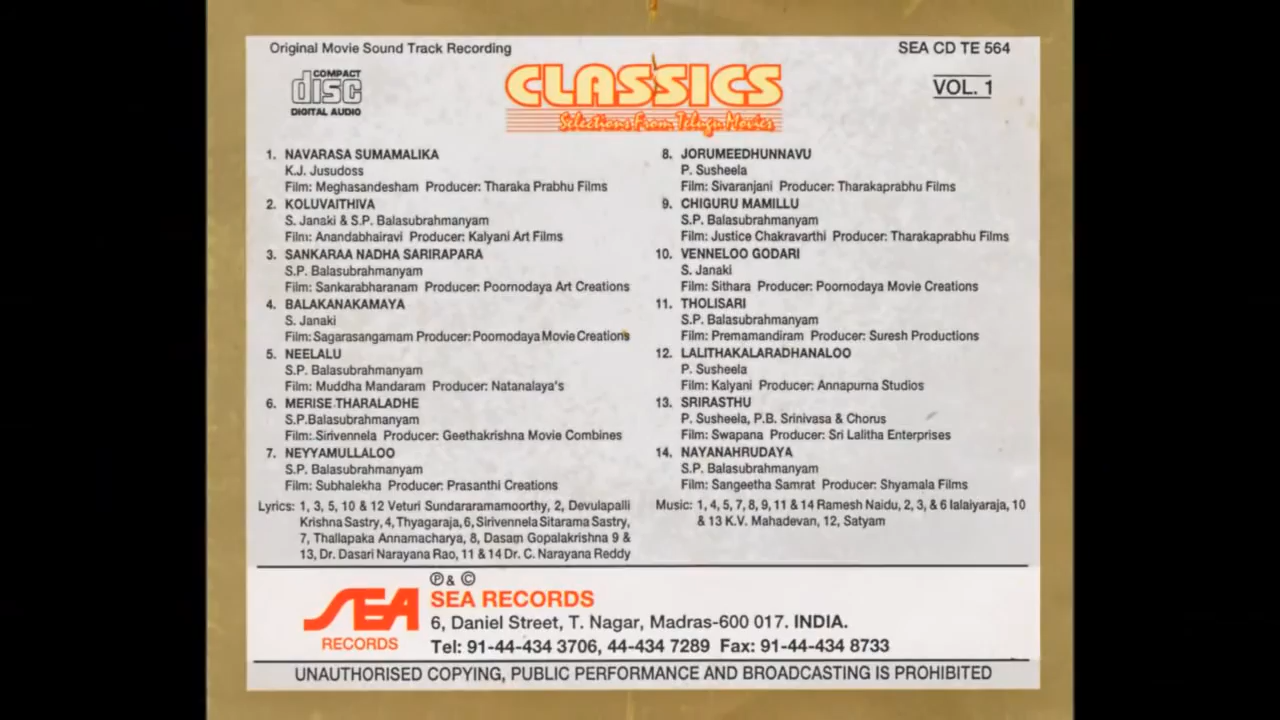 Original Movie Sound Track Recording
SEA CD TE 564
COMPACT
disc
DIGITAL AUDIO
CLASSICS
Selections From Telugu Movies
VOL. 1
1. NAVARASA SUMAMALIKA
K.J. Jusudoss
Film: Meghasandesham Producer: Tharaka Prabhu Films
2. KOLUVAITHIVA
S. Janaki & S.P. Balasubrahmanyam
Film: Anandabhairavi Producer: Kalyani Art Films
3. SANKARAA NADHA SARIRAPARA
S.P. Balasubrahmanyam
Film: Sankarabharanam Producer: Poornodaya Art Creations
4. BALAKANAKAMAYA
S. Janaki
Film: Sagarasangamam Producer: Poornodaya Movie Creations
5. NEELALU
S.P. Balasubrahmanyam
Film: Muddha Mandaram Producer: Natanalaya's
6. MERISE THARALADHE
S.P.Balasubrahmanyam
Film: Sirivennela Producer: Geethakrishna Movie Combines
7. NEYYAMULLALOO
S.P. Balasubrahmanyam
Film: Subhalekha Producer: Prasanthi Creations
Lyrics: 1, 3, 5, 10 & 12 Veturi Sundararamamoorthy, 2, Devulapalli
Krishna Sastry, 4, Thyagaraja, 6, Sirivennela Sitarama Sastry,
7, Thallapaka Annamacharya, 8, Dasam Gopalakrishna 9 &
13, Dr. Dasari Narayana Rao, 11 & 14 Dr. C. Narayana Reddy
8. JORUMEEDHUNNAVU
P. Susheela
Film: Sivaranjani Producer: Tharakaprabhu Films
9. CHIGURU MAMILLU
S.P. Balasubrahmanyam
Film: Justice Chakravarthi Producer: Tharakaprabhu Films
10. VENNELOO GODARI
S. Janaki
Film: Sithara Producer: Poornodaya Movie Creations
11. THOLISARI
S.P. Balasubrahmanyam
Film: Premamandiram Producer: Suresh Productions
12. LALITHAKALARADHANALOO
P. Susheela
Film: Kalyani Producer: Annapurna Studios
13. SRIRASTHU
P. Susheela, P.B. Srinivasa & Chorus
Film: Swapana Producer: Sri Lalitha Enterprises
14. NAYANAHRUDAYA
S.P. Balasubrahmanyam
Film: Sangeetha Samrat Producer: Shyamala Films
Music: 1, 4, 5, 7, 8, 9, 11 & 14 Ramesh Naidu, 2, 3, & 6 Ialaiyaraja, 10
& 13 K.V. Mahadevan, 12, Satyam
SEA
RECORDS
℗ & ©
SEA RECORDS
6, Daniel Street, T. Nagar, Madras-600 017. INDIA.
Tel: 91-44-434 3706, 44-434 7289 Fax: 91-44-434 8733
UNAUTHORISED COPYING, PUBLIC PERFORMANCE AND BROADCASTING IS PROHIBITED